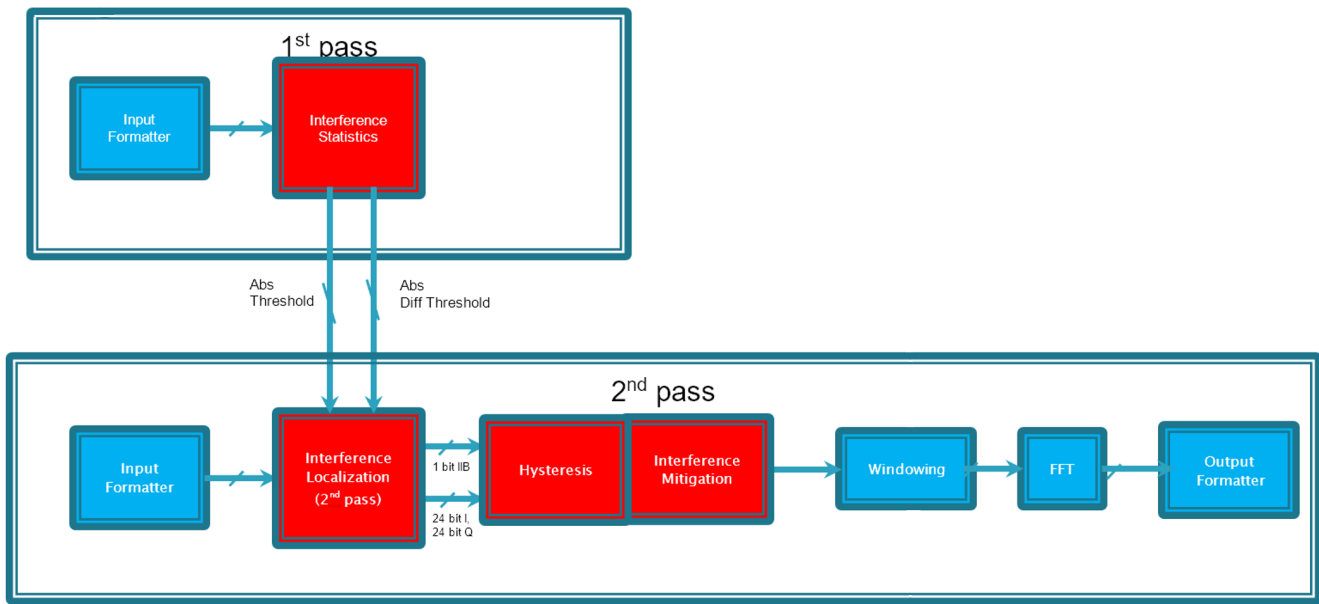 1st pass
Input
Formatter
Interference
Statistics
Abs
Threshold
Abs
Diff Threshold
2nd pass
Input
Formatter
Interference
Localization
(2nd pass)
1 bit IIB
24 bit I,
24 bit Q
Hysteresis
Interference
Mitigation
Windowing
FFT
Output
Formatter